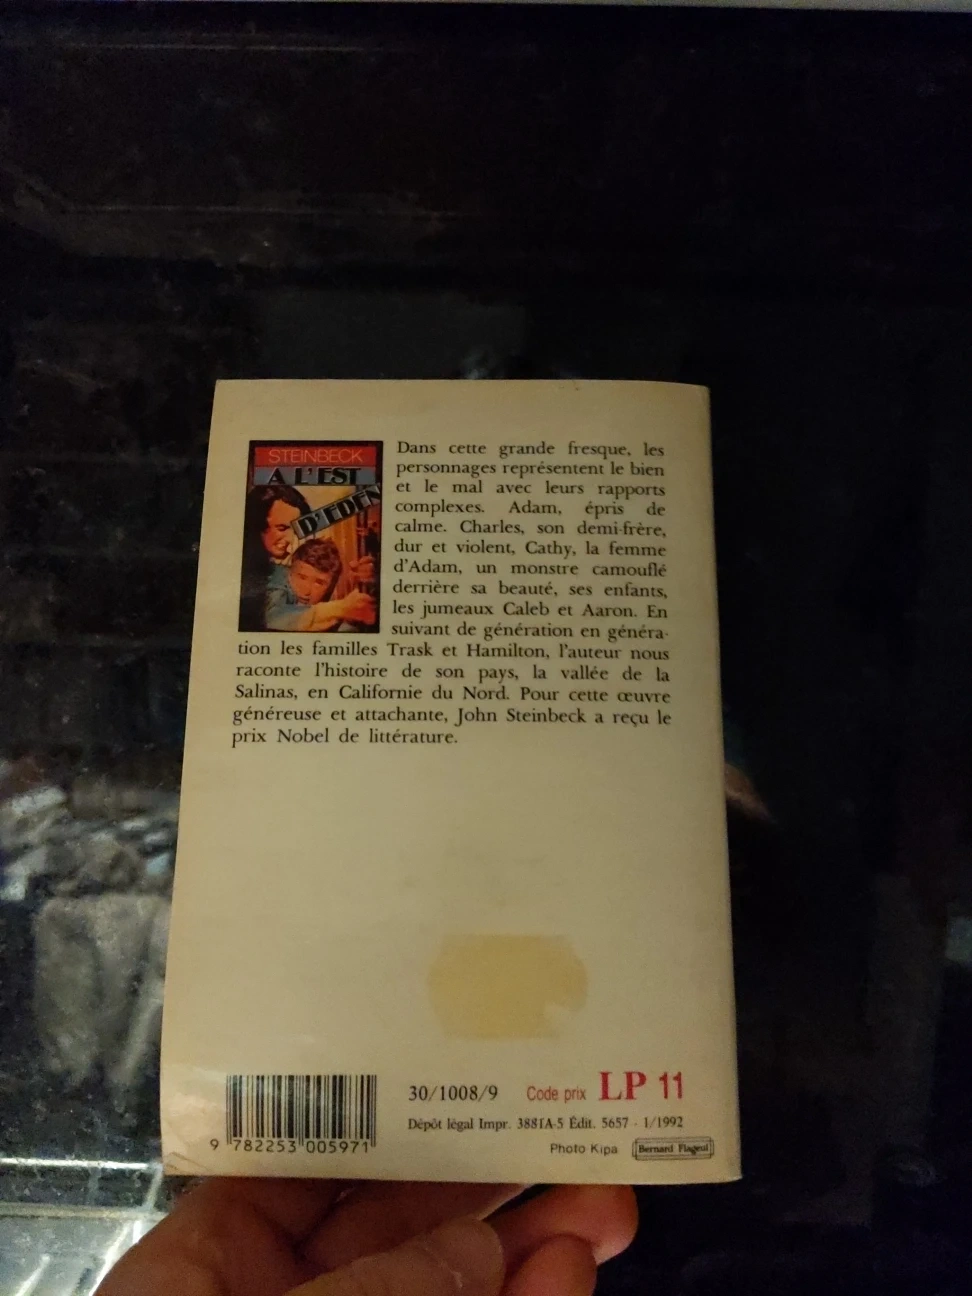 STEINBECK
A L'EST
D'EDEN
Dans cette grande fresque, les
personnages représentent le bien
et le mal avec leurs rapports
complexes. Adam, épris de
calme. Charles, son demi-frère,
dur et violent, Cathy, la femme
d'Adam, un monstre camouflé
derrière sa beauté, ses enfants,
les jumeaux Caleb et Aaron. En
suivant de génération en généra-
tion les familles Trask et Hamilton, l'auteur nous
raconte l'histoire de son pays, la vallée de la
Salinas, en Californie du Nord. Pour cette œuvre
généreuse et attachante, John Steinbeck a reçu le
prix Nobel de littérature.
30/1008/9 Code prix LP 11
Dépôt légal Impr. 3881A-5 Édit. 5657 - 1/1992
9 782253 005971
Photo Kipa Bernard Flageul